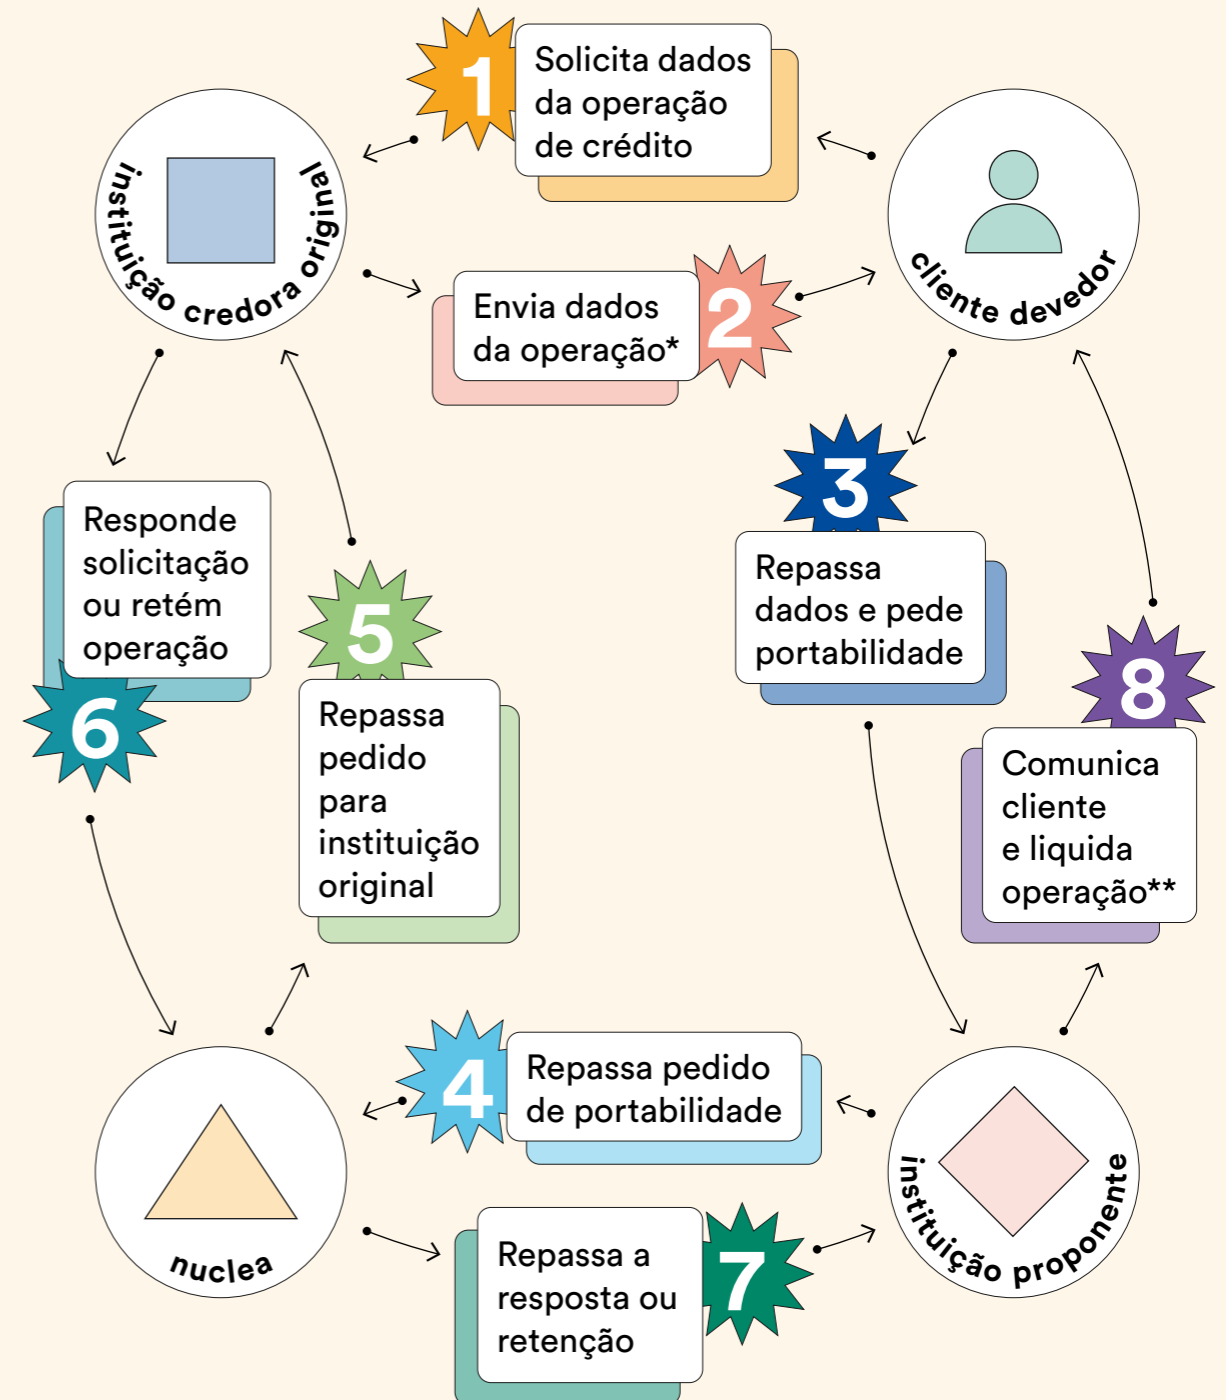 1
Solicita dados
da operação
de crédito
instituição credora original
cliente devedor
Envia dados
da operação*
2
3
Repassa
dados e pede
portabilidade
Responde
solicitação
ou retém
operação
6
5
Repassa
pedido
para
instituição
original
8
Comunica
cliente
e liquida
operação**
4
Repassa pedido
de portabilidade
nuclea
instituição proponente
Repassa a
resposta ou
retenção
7